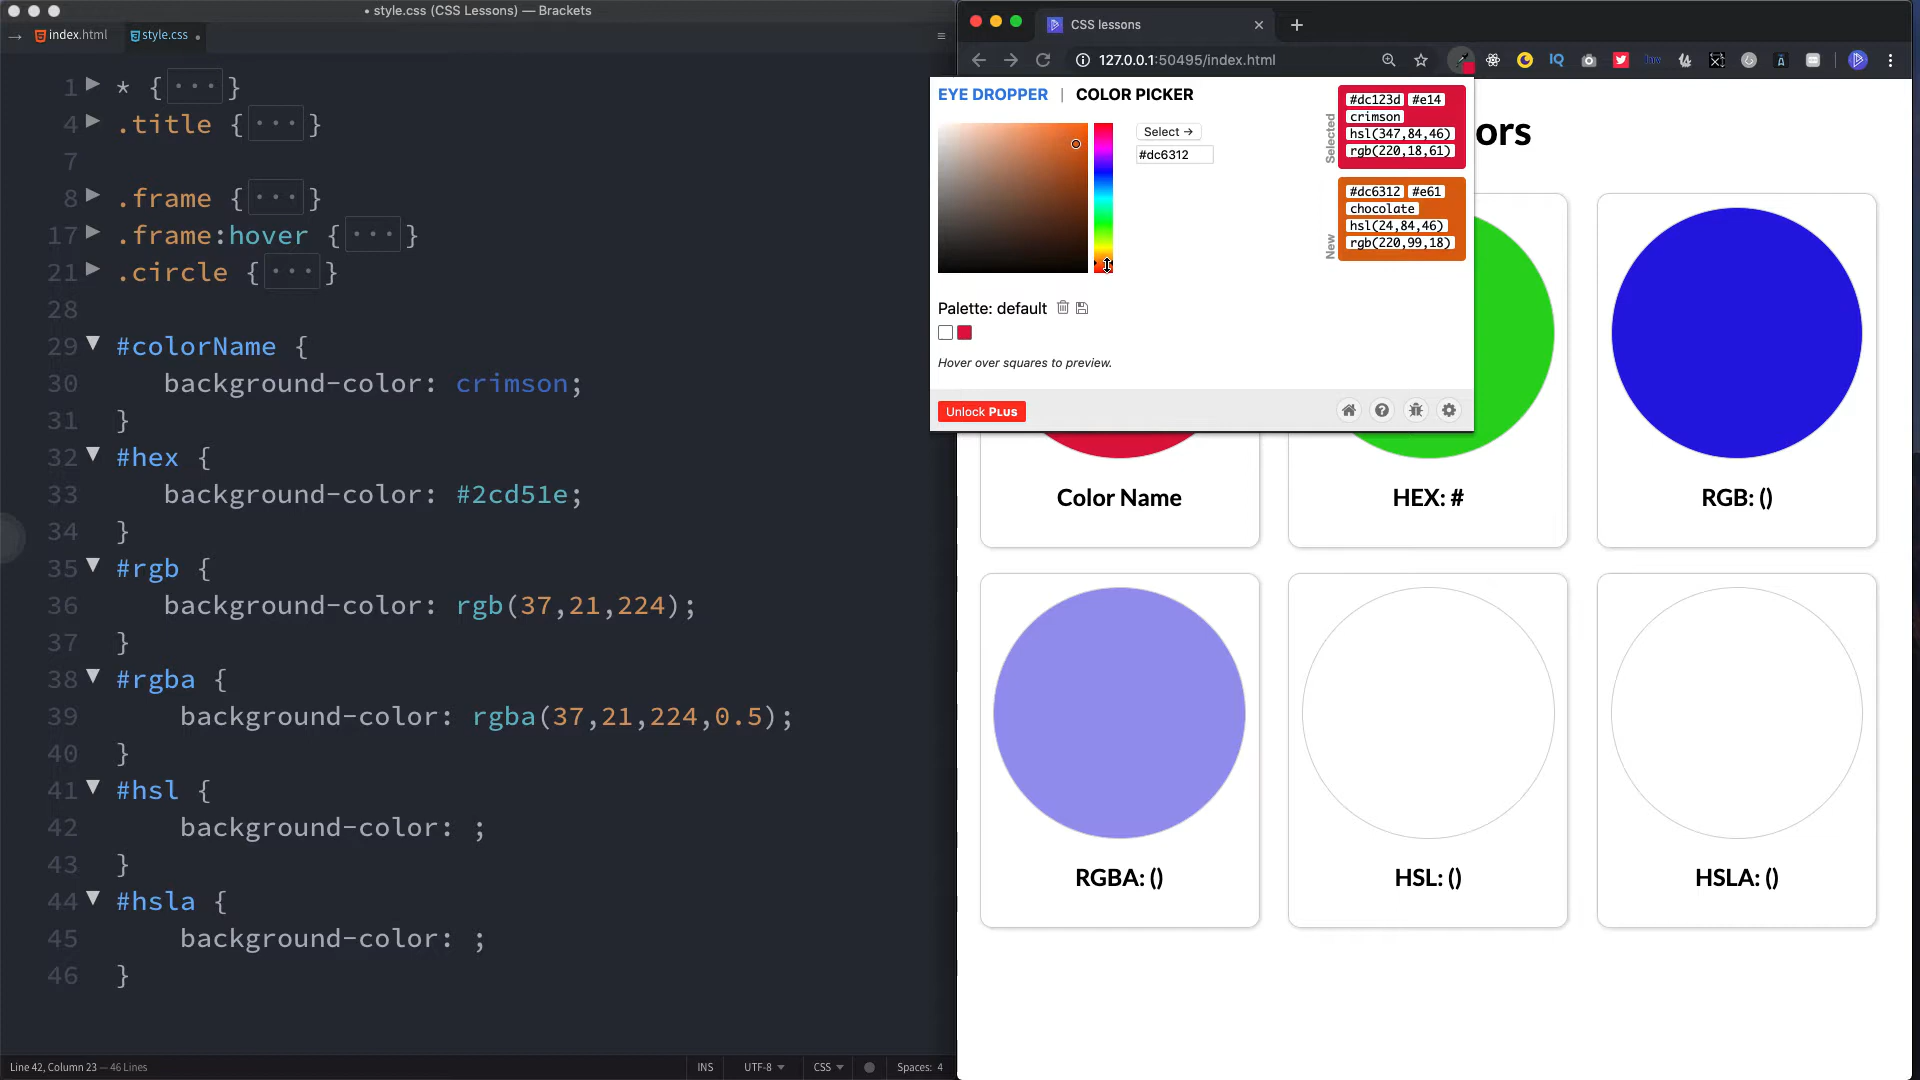 • style.css (CSS Lessons) — Brackets
index.html
style.css •
1 * {...}
4 .title {...}
7
8 .frame {...}
17 .frame:hover {...}
21 .circle {...}
28
29 #colorName {
30 background-color: crimson;
31 }
32 #hex {
33 background-color: #2cd51e;
34 }
35 #rgb {
36 background-color: rgb(37,21,224);
37 }
38 #rgba {
39 background-color: rgba(37,21,224,0.5);
40 }
41 #hsl {
42 background-color: ;
43 }
44 #hsla {
45 background-color: ;
46 }
Line 42, Column 23 — 46 Lines
INS
UTF-8
CSS
Spaces: 4
CSS lessons
127.0.0.1:50495/index.html
IQ
EYE DROPPER | COLOR PICKER
Select →
#dc6312
Selected
#dc123d #e14
crimson
hsl(347,84,46)
rgb(220,18,61)
New
#dc6312 #e61
chocolate
hsl(24,84,46)
rgb(220,99,18)
Palette: default
Hover over squares to preview.
Unlock PLUS
ors
Color Name
HEX: #
RGB: ()
RGBA: ()
HSL: ()
HSLA: ()